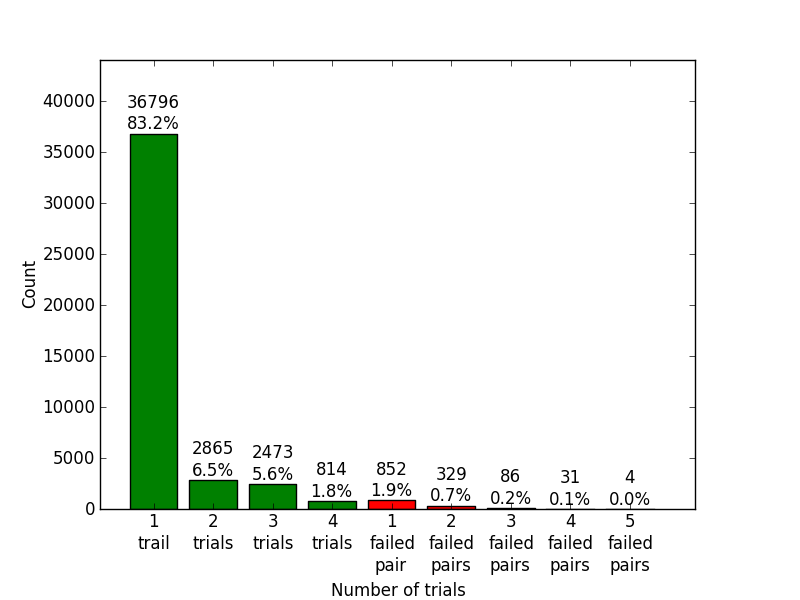 40000
35000
30000
25000
20000
15000
10000
5000
0
Count
36796
83.2%
2865
6.5%
2473
5.6%
814
1.8%
852
1.9%
329
0.7%
86
0.2%
31
0.1%
4
0.0%
1
trail
2
trials
3
trials
4
trials
1
failed
pair
2
failed
pairs
3
failed
pairs
4
failed
pairs
5
failed
pairs
Number of trials